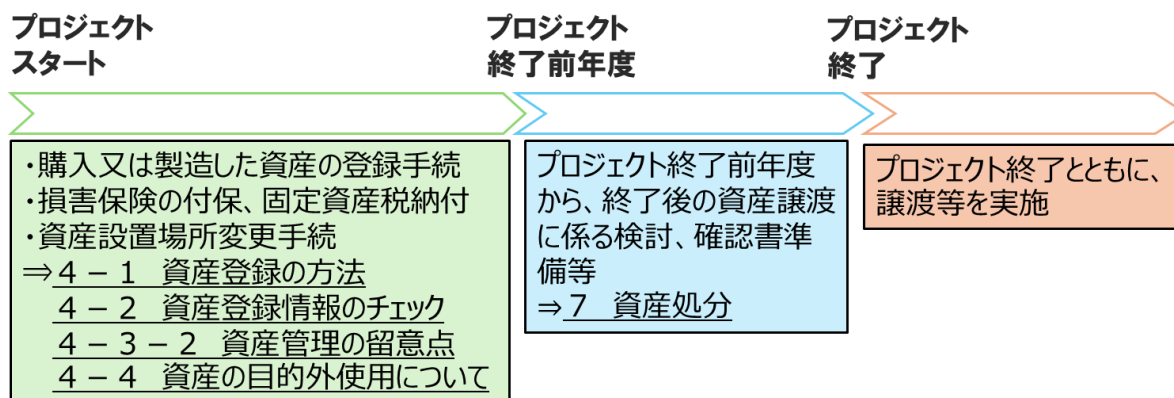 プロジェクト
スタート
プロジェクト
終了前年度
プロジェクト
終了
・購入又は製造した資産の登録手続
・損害保険の付保、固定資産税納付
・資産設置場所変更手続
⇒４－１　資産登録の方法
４－２　資産登録情報のチェック
４－３－２　資産管理の留意点
４－４　資産の目的外使用について
プロジェクト終了前年度
から、終了後の資産譲渡
に係る検討、確認書準
備等
⇒７　資産処分
プロジェクト終了とともに、
譲渡等を実施